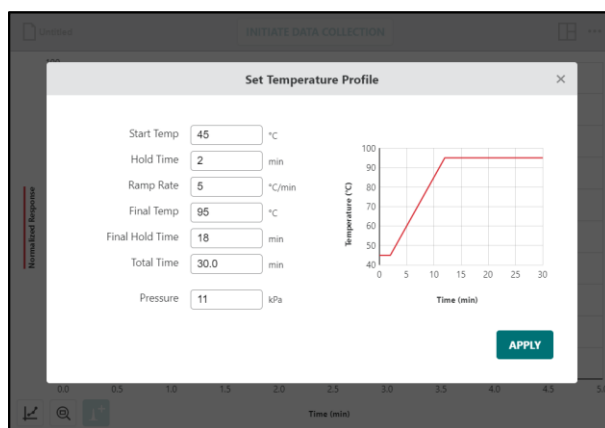 Untitled
INITIATE DATA COLLECTION
Set Temperature Profile
Start Temp 45 °C
Hold Time 2 min
Ramp Rate 5 °C/min
Final Temp 95 °C
Final Hold Time 18 min
Total Time 30.0 min
Pressure 11 kPa
Temperature (°C)
100
90
80
70
60
50
40
0 5 10 15 20 25 30
Time (min)
APPLY
Normalized Response
0.0 0.5 1.0 1.5 2.0 2.5 3.0 3.5 4.0 4.5 5.0
Time (min)